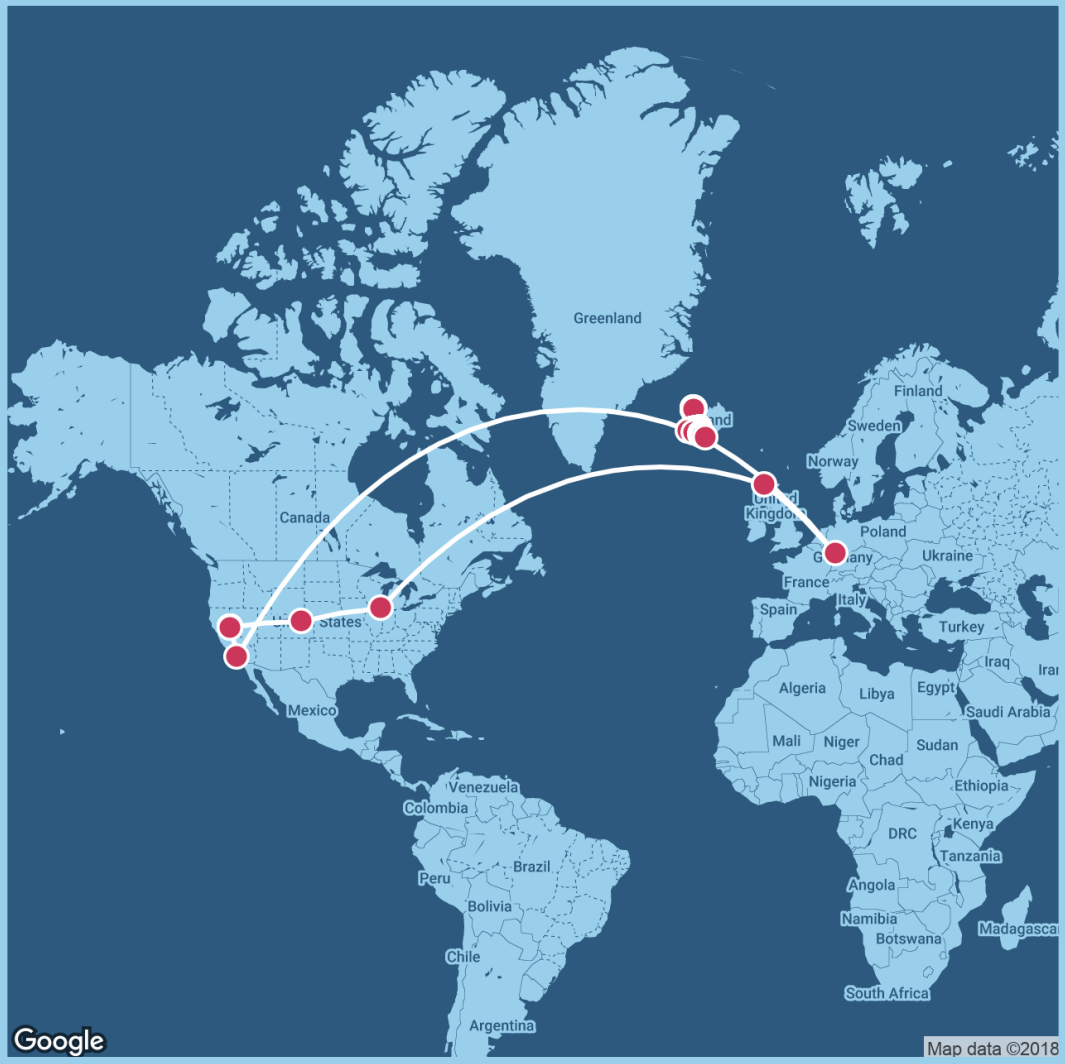 Greenland
Finland
Sweden
Norway
United
Kingdom
Canada
Poland
Germany
Ukraine
France
Italy
Spain
States
Turkey
Iraq
Algeria
Libya
Egypt
Saudi Arabia
Mexico
Mali
Niger
Chad
Sudan
Nigeria
Ethiopia
Venezuela
Colombia
DRC
Kenya
Tanzania
Brazil
Peru
Angola
Bolivia
Namibia
Botswana
Madagasca
Chile
South Africa
Argentina
Google
Map data ©2018